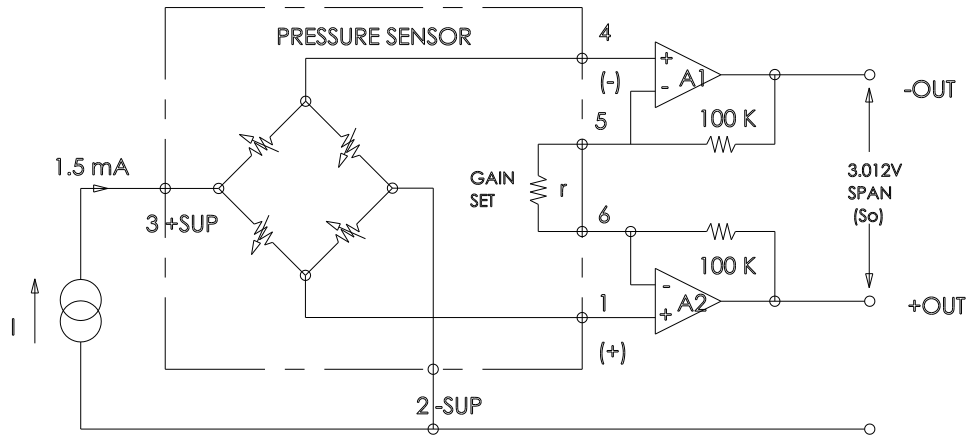 PRESSURE SENSOR
4
(-)
+
A1
-
-OUT
5
100 K
1.5 mA
3.012V
SPAN
(So)
GAIN
SET
r
3 +SUP
6
100 K
-
A2
+
+OUT
1
(+)
I
2 -SUP